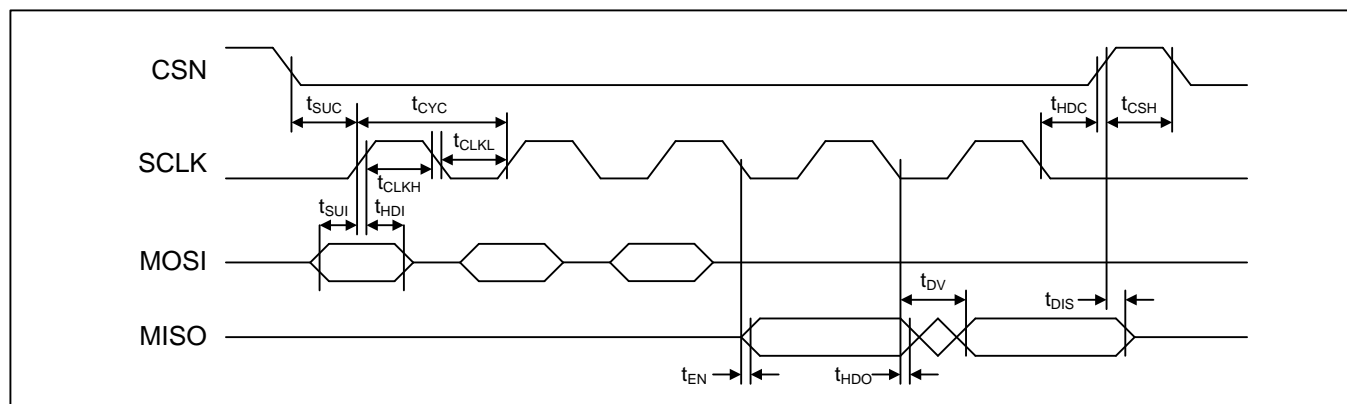 CSN
tSUC
tCYC
tHDC
tCSH
SCLK
tCLKL
tCLKH
tSUI
tHDI
MOSI
tDV
tDIS
MISO
tEN
tHDO